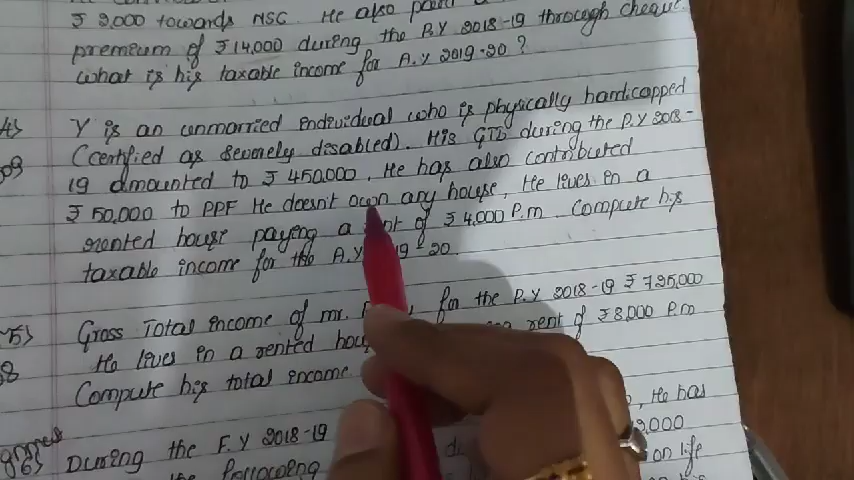 ₹ 2,000 towards NSC. He also paid a
premium of ₹ 14,000 during the P.Y 2018-19 through cheque.
what is his taxable income for A.Y 2019-20 ?
4)
Y is an unmarried individual who is physically handicapped
(certified as severely disabled). His GTI during the P.Y 2018-
19 amounted to ₹ 450,000. He has also contributed
₹ 50,000 to PPF He doesn't own any house, He lives in a
rented house paying a of ₹ 4,000 P.m Compute his
taxable income for the A.Y 19 20
5)
Gross Total income of mr. for the P.Y 2018-19 ₹ 725,000
He lives in a rented rent of ₹ 8,000 P.m
Compute his total income
6) During the F.Y 2018-19 He has
the following on life